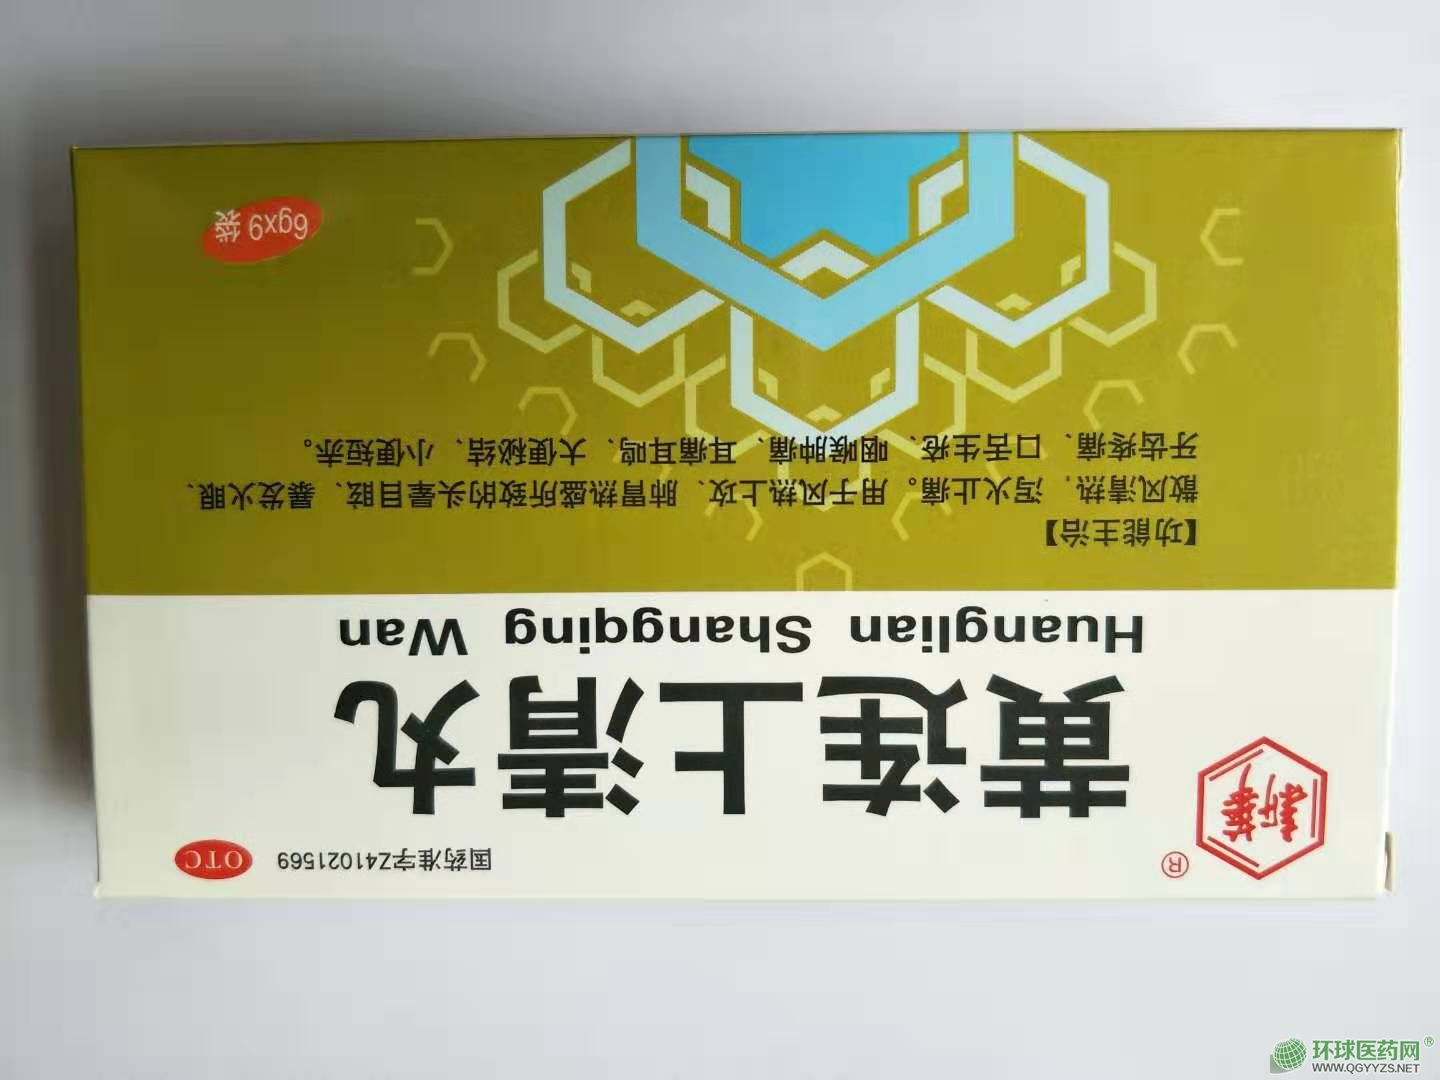 新华
®
国药准字Z41021569
OTC
黄连上清丸
Huanglian Shangqing Wan
【功能主治】
散风清热，泻火止痛。用于风热上攻、肺胃热盛所致的头晕目眩、暴发火眼、
牙齿疼痛、口舌生疮、咽喉肿痛、耳痛耳鸣、大便秘结、小便短赤。
6gx9袋
环球医药网®
WWW.QGYYZS.NET